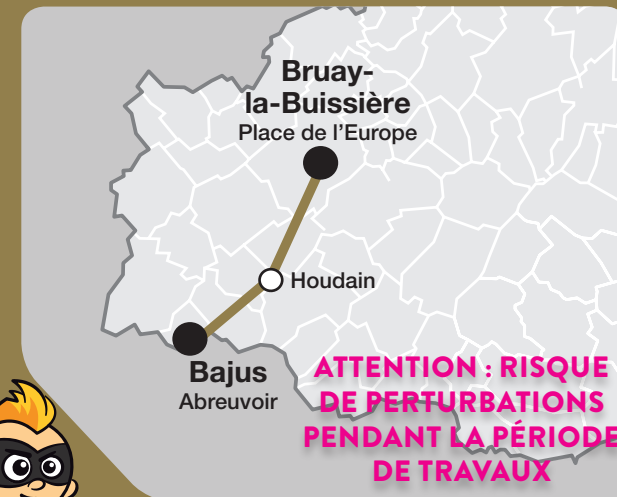 Bruay-
la-Buissière
Place de l'Europe
Houdain
Bajus
Abreuvoir
ATTENTION : RISQUE
DE PERTURBATIONS
PENDANT LA PÉRIODE
DE TRAVAUX